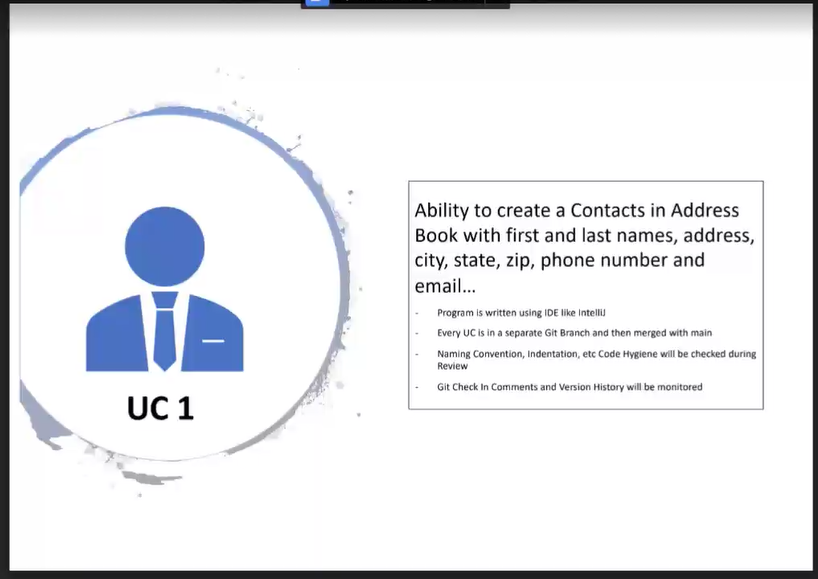 Ability to create a Contacts in Address
Book with first and last names, address,
city, state, zip, phone number and
email...
- Program is written using IDE like IntelliJ
- Every UC is in a separate Git Branch and then merged with main
- Naming Convention, Indentation, etc Code Hygiene will be checked during
Review
- Git Check In Comments and Version History will be monitored
UC 1